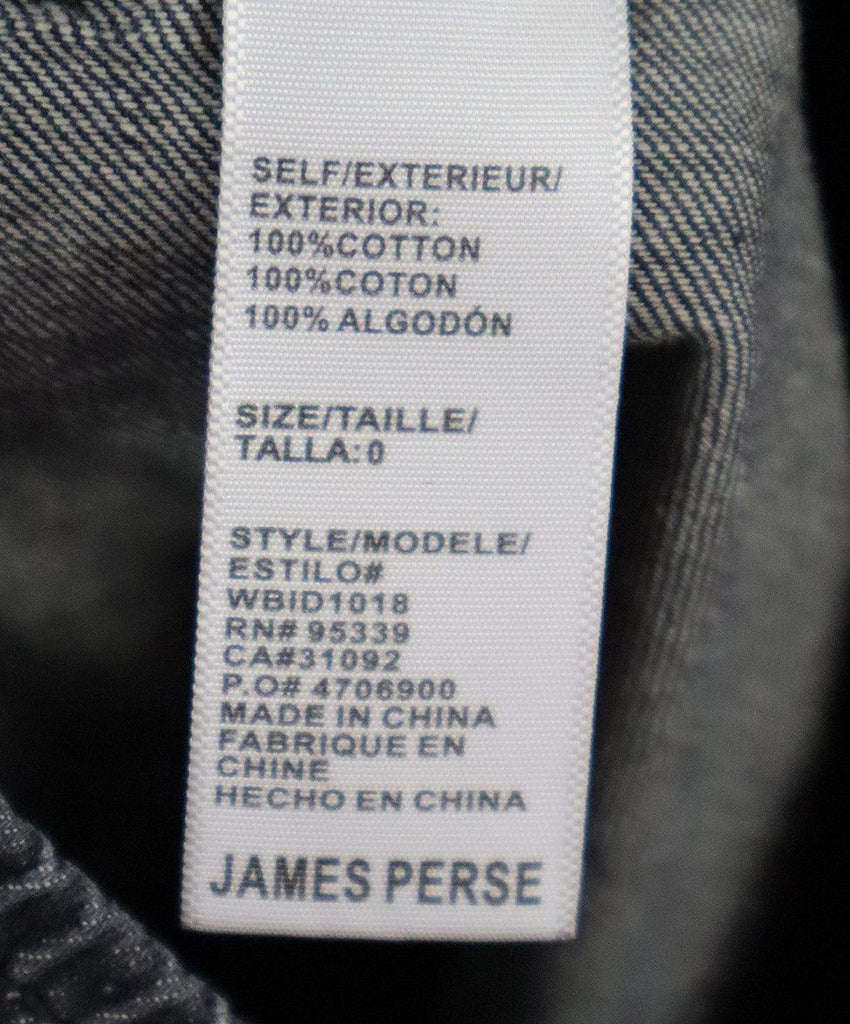 SELF/EXTERIEUR/
EXTERIOR:
100%COTTON
100%COTON
100% ALGODÓN
SIZE/TAILLE/
TALLA:0
STYLE/MODELE/
ESTILO#
WBID1018
RN# 95339
CA#31092
P.O# 4706900
MADE IN CHINA
FABRIQUE EN
CHINE
HECHO EN CHINA
JAMES PERSE